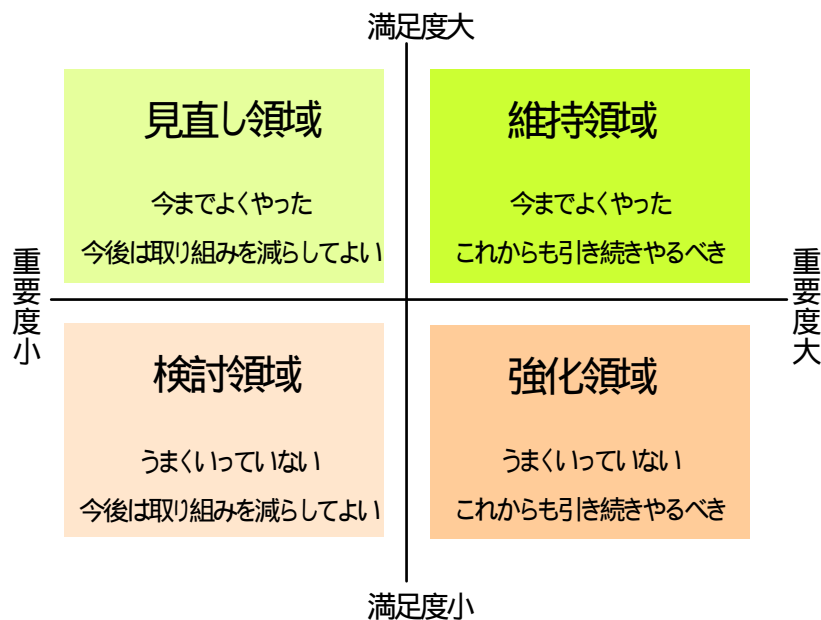 満足度大
見直し領域
今までよくやった
今後は取り組みを減らしてよい
維持領域
今までよくやった
これからも引き続きやるべき
重要度小
重要度大
検討領域
うまくいっていない
今後は取り組みを減らしてよい
強化領域
うまくいっていない
これからも引き続きやるべき
満足度小